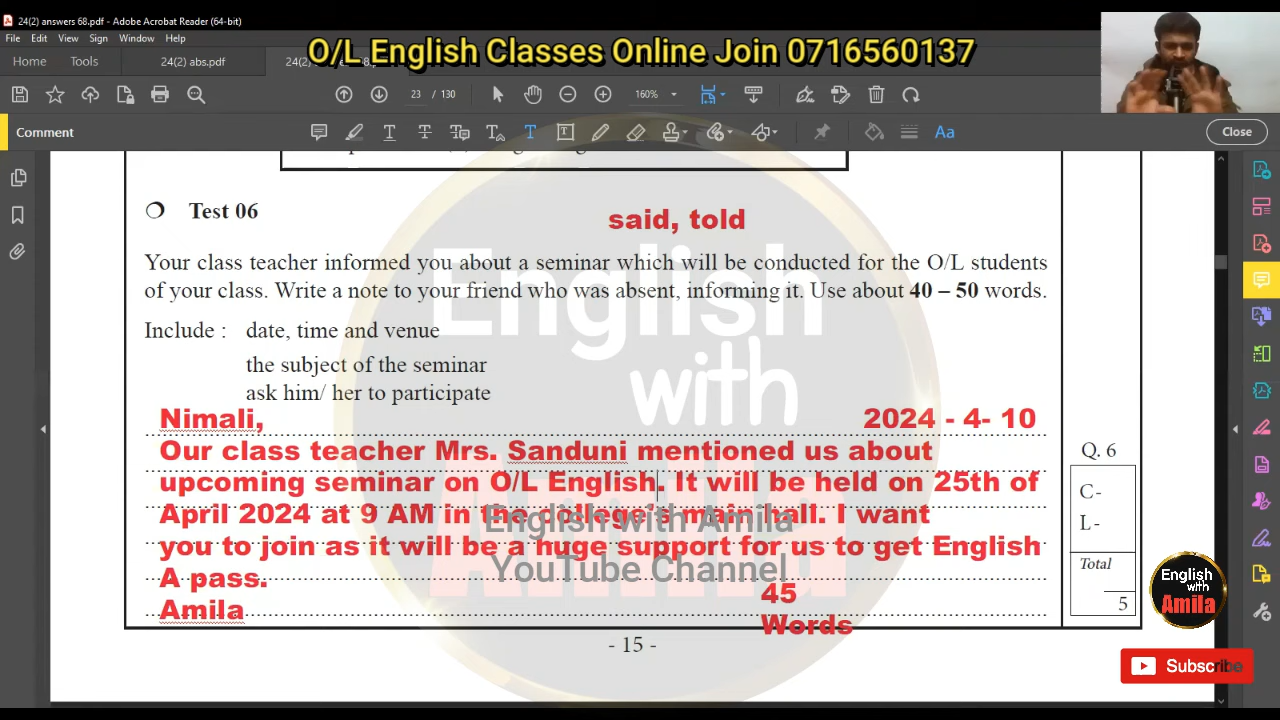 24(2) answers 68.pdf - Adobe Acrobat Reader (64-bit)
File Edit View Sign Window Help
O/L English Classes Online Join 0716560137
Home Tools 24(2) abs.pdf
23 / 130 160%
Comment
Close
Test 06
said, told
Your class teacher informed you about a seminar which will be conducted for the O/L students
of your class. Write a note to your friend who was absent, informing it. Use about 40 – 50 words.
Include : date, time and venue
the subject of the seminar
ask him/ her to participate
Nimali, 2024 - 4- 10
Our class teacher Mrs. Sanduni mentioned us about
upcoming seminar on O/L English. It will be held on 25th of
April 2024 at 9 AM in the college's main hall. I want
you to join as it will be a huge support for us to get English
A pass.
Amila
45
Words
Q. 6
C-
L -
Total
5
- 15 -
English
with
Amila
English with Amila
YouTube Channel
English
with
Amila
Subscribe